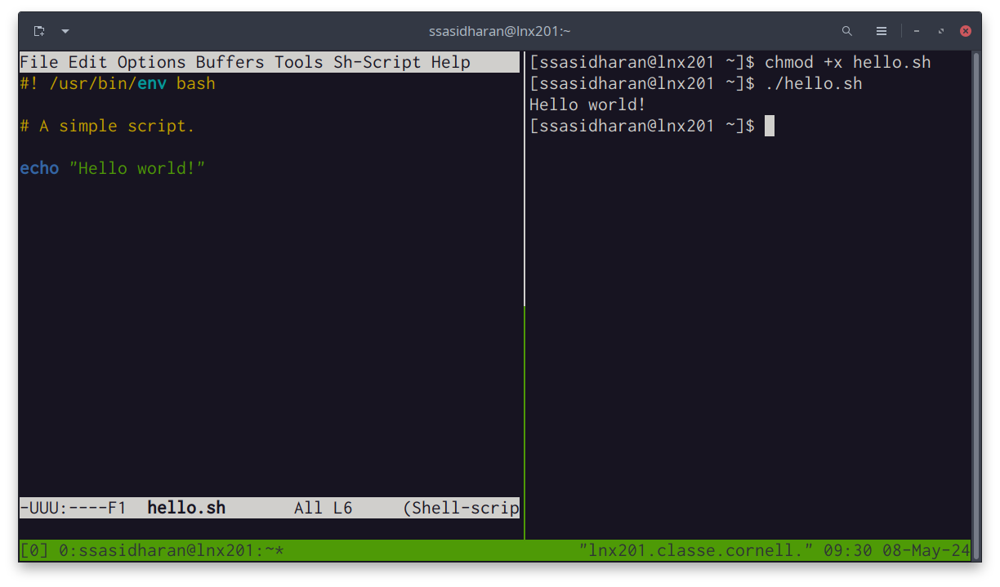 ssasidharan@lnx201:~
File Edit Options Buffers Tools Sh-Script Help
#! /usr/bin/env bash
# A simple script.
echo "Hello world!"
-UUU:----F1 hello.sh All L6 (Shell-scrip
[ssasidharan@lnx201 ~]$ chmod +x hello.sh
[ssasidharan@lnx201 ~]$ ./hello.sh
Hello world!
[ssasidharan@lnx201 ~]$
[0] 0:ssasidharan@lnx201:~* "lnx201.classe.cornell." 09:30 08-May-24